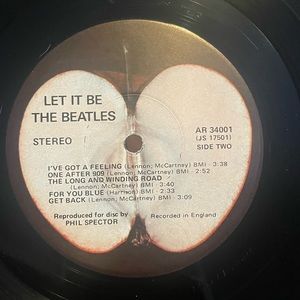 LET IT BE
THE BEATLES
STEREO
AR 34001
(JS 17501)
SIDE TWO
I'VE GOT A FEELING (Lennon; McCartney) BMI - 3:38
ONE AFTER 909 (Lennon; McCartney) BMI - 2:52
THE LONG AND WINDING ROAD
(Lennon; McCartney) BMI - 3:40
FOR YOU BLUE (Harrison) BMI - 2:33
GET BACK (Lennon; McCartney) BMI - 3:09
Reproduced for disc by
PHIL SPECTOR
Recorded in England